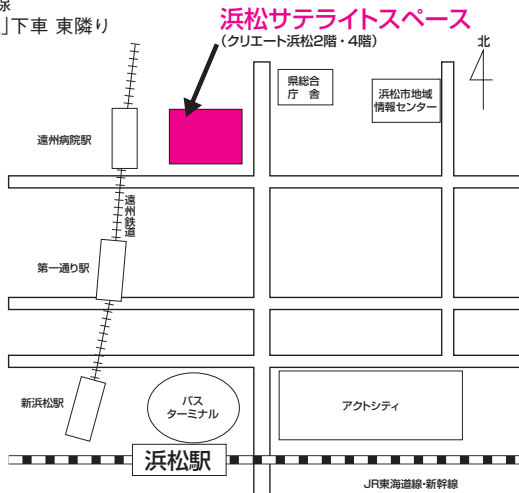 線
」下車 東隣り
浜松サテライトスペース
(クリエート浜松2階・4階)
北
県総合
庁 舎
浜松市地域
情報センター
遠州病院駅
遠州鉄道
第一通り駅
新浜松駅
バス
ターミナル
アクトシティ
浜松駅
JR東海道線・新幹線